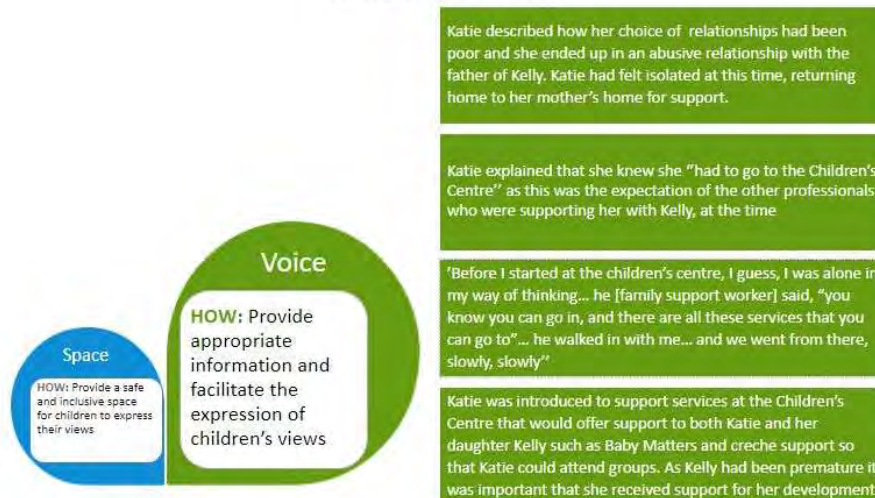 Space
HOW: Provide a safe
and inclusive space
for children to express
their views
Voice
HOW: Provide
appropriate
information and
facilitate the
expression of
children's views
Katie described how her choice of relationships had been
poor and she ended up in an abusive relationship with the
father of Kelly. Katie had felt isolated at this time, returning
home to her mother's home for support.
Katie explained that she knew she "had to go to the Children's
Centre" as this was the expectation of the other professionals
who were supporting her with Kelly, at the time
'Before I started at the children's centre, I guess, I was alone in
my way of thinking... he [family support worker] said, "you
know you can go in, and there are all these services that you
can go to"... he walked in with me... and we went from there,
slowly, slowly''
Katie was introduced to support services at the Children's
Centre that would offer support to both Katie and her
daughter Kelly such as Baby Matters and creche support so
that Katie could attend groups. As Kelly had been premature it
was important that she received support for her development